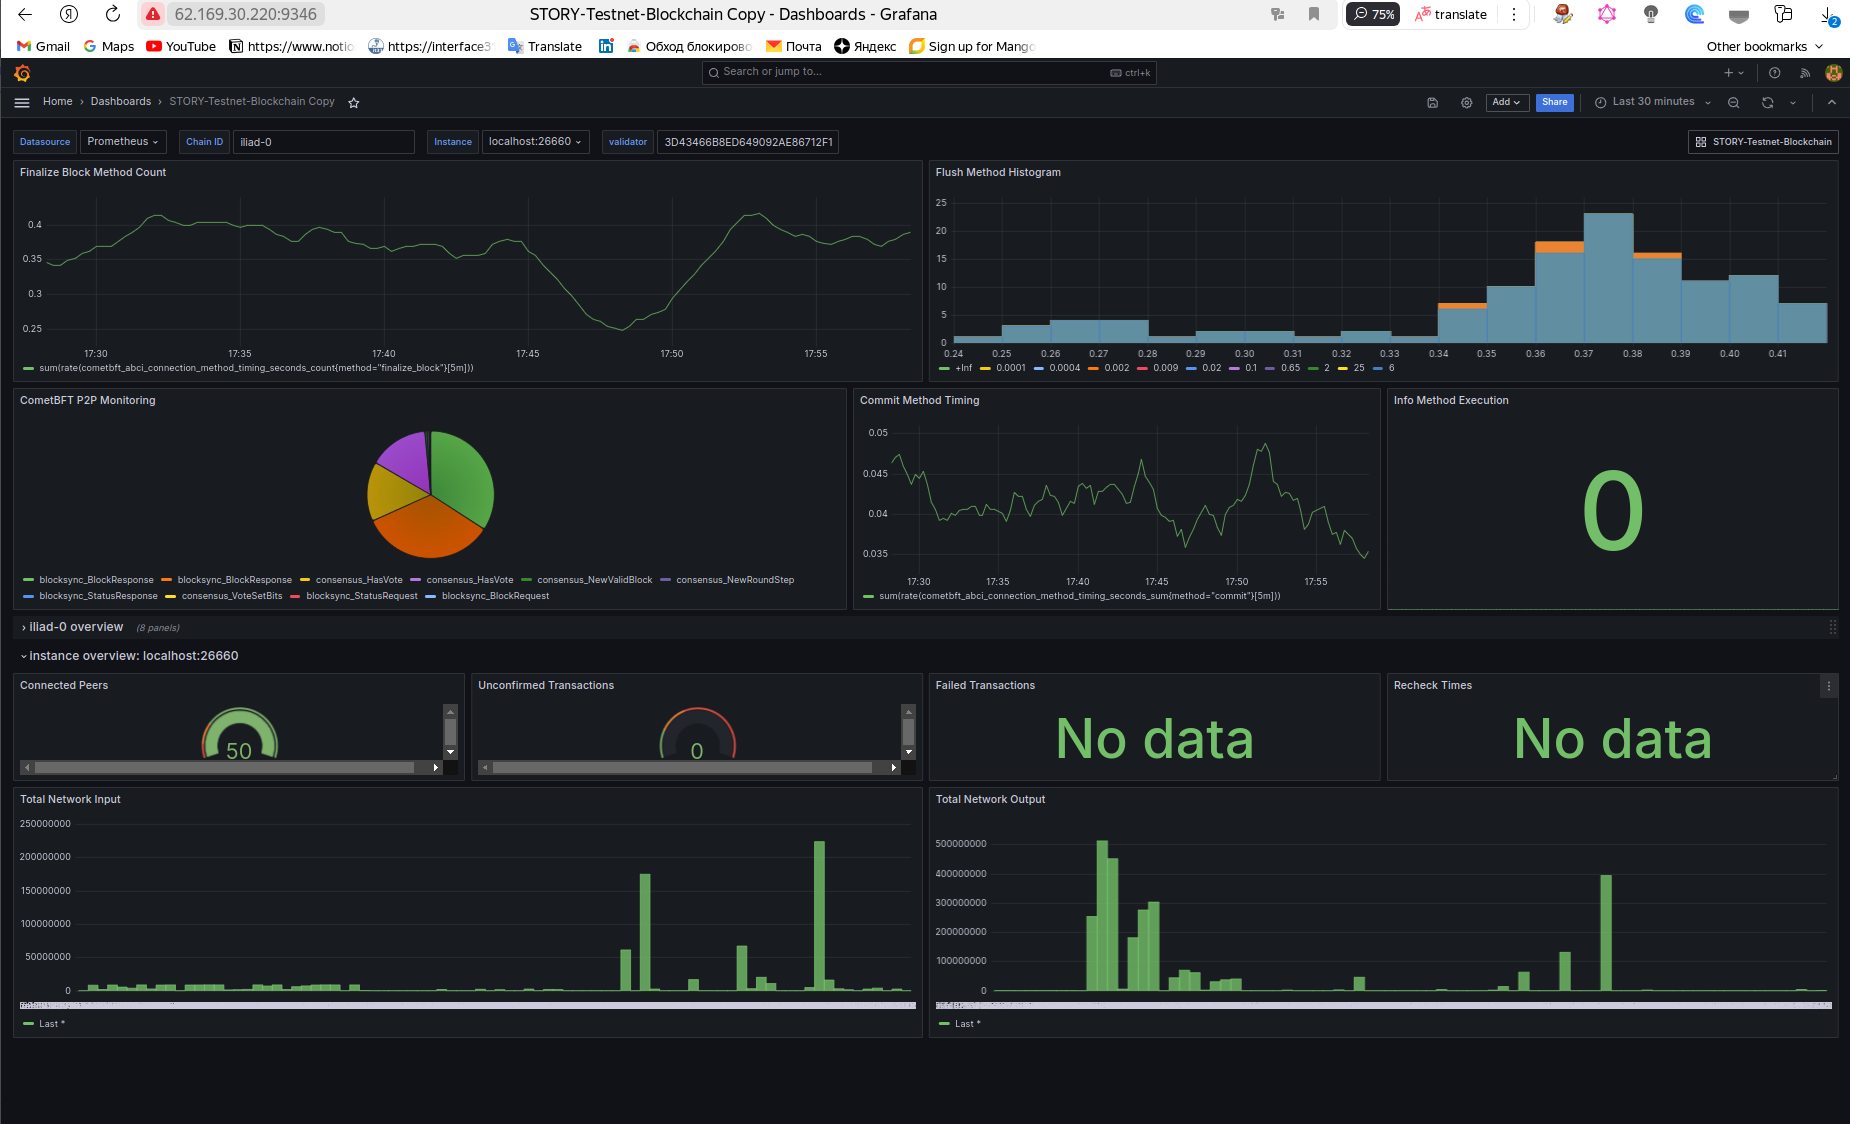 62.169.30.220:9346
STORY-Testnet-Blockchain Copy - Dashboards - Grafana
75%
translate
2
Gmail
Maps
YouTube
https://www.notio
https://interface3
Translate
Обход блокирово
Почта
Яндекс
Sign up for Mango
Other bookmarks
Search or jump to...
ctrl+k
Home › Dashboards › STORY-Testnet-Blockchain Copy
Add
Share
Last 30 minutes
Datasource
Prometheus
Chain ID
iliad-0
Instance
localhost:26660
validator
3D43466B8ED649092AE86712F1
STORY-Testnet-Blockchain
Finalize Block Method Count
0.4
0.35
0.3
0.25
17:30 17:35 17:40 17:45 17:50 17:55
sum(rate(cometbft_abci_connection_method_timing_seconds_count{method="finalize_block"}[5m]))
Flush Method Histogram
25
20
15
10
5
0
0.24 0.25 0.26 0.27 0.28 0.29 0.30 0.31 0.32 0.33 0.34 0.35 0.36 0.37 0.38 0.39 0.40 0.41
+Inf 0.0001 0.0004 0.002 0.009 0.02 0.1 0.65 2 25 6
CometBFT P2P Monitoring
blocksync_BlockResponse blocksync_BlockResponse consensus_HasVote consensus_HasVote consensus_NewValidBlock consensus_NewRoundStep
blocksync_StatusResponse consensus_VoteSetBits blocksync_StatusRequest blocksync_BlockRequest
Commit Method Timing
0.05
0.045
0.04
0.035
17:30 17:35 17:40 17:45 17:50 17:55
sum(rate(cometbft_abci_connection_method_timing_seconds_sum{method="commit"}[5m]))
Info Method Execution
0
iliad-0 overview (8 panels)
instance overview: localhost:26660
Connected Peers
50
Unconfirmed Transactions
0
Failed Transactions
No data
Recheck Times
No data
Total Network Input
250000000
200000000
150000000
100000000
50000000
0
Last *
Total Network Output
500000000
400000000
300000000
200000000
100000000
0
Last *